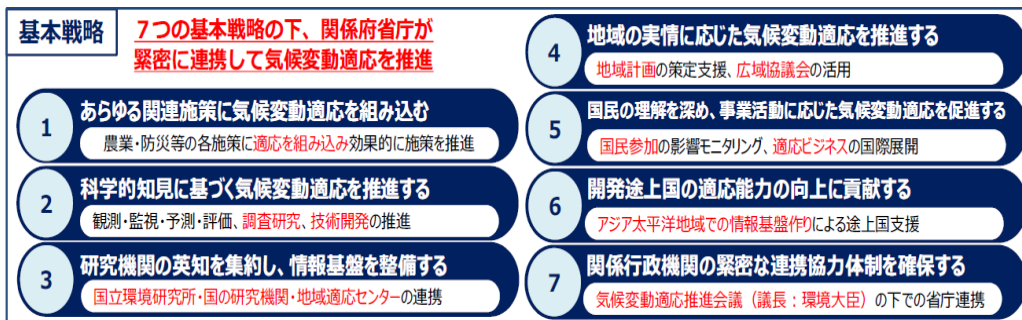 基本戦略
７つの基本戦略の下、関係府省庁が
緊密に連携して気候変動適応を推進
1
あらゆる関連施策に気候変動適応を組み込む
農業・防災等の各施策に適応を組み込み効果的に施策を推進
2
科学的知見に基づく気候変動適応を推進する
観測・監視・予測・評価、調査研究、技術開発の推進
3
研究機関の英知を集約し、情報基盤を整備する
国立環境研究所・国の研究機関・地域適応センターの連携
4
地域の実情に応じた気候変動適応を推進する
地域計画の策定支援、広域協議会の活用
5
国民の理解を深め、事業活動に応じた気候変動適応を促進する
国民参加の影響モニタリング、適応ビジネスの国際展開
6
開発途上国の適応能力の向上に貢献する
アジア太平洋地域での情報基盤作りによる途上国支援
7
関係行政機関の緊密な連携協力体制を確保する
気候変動適応推進会議（議長：環境大臣）の下での省庁連携